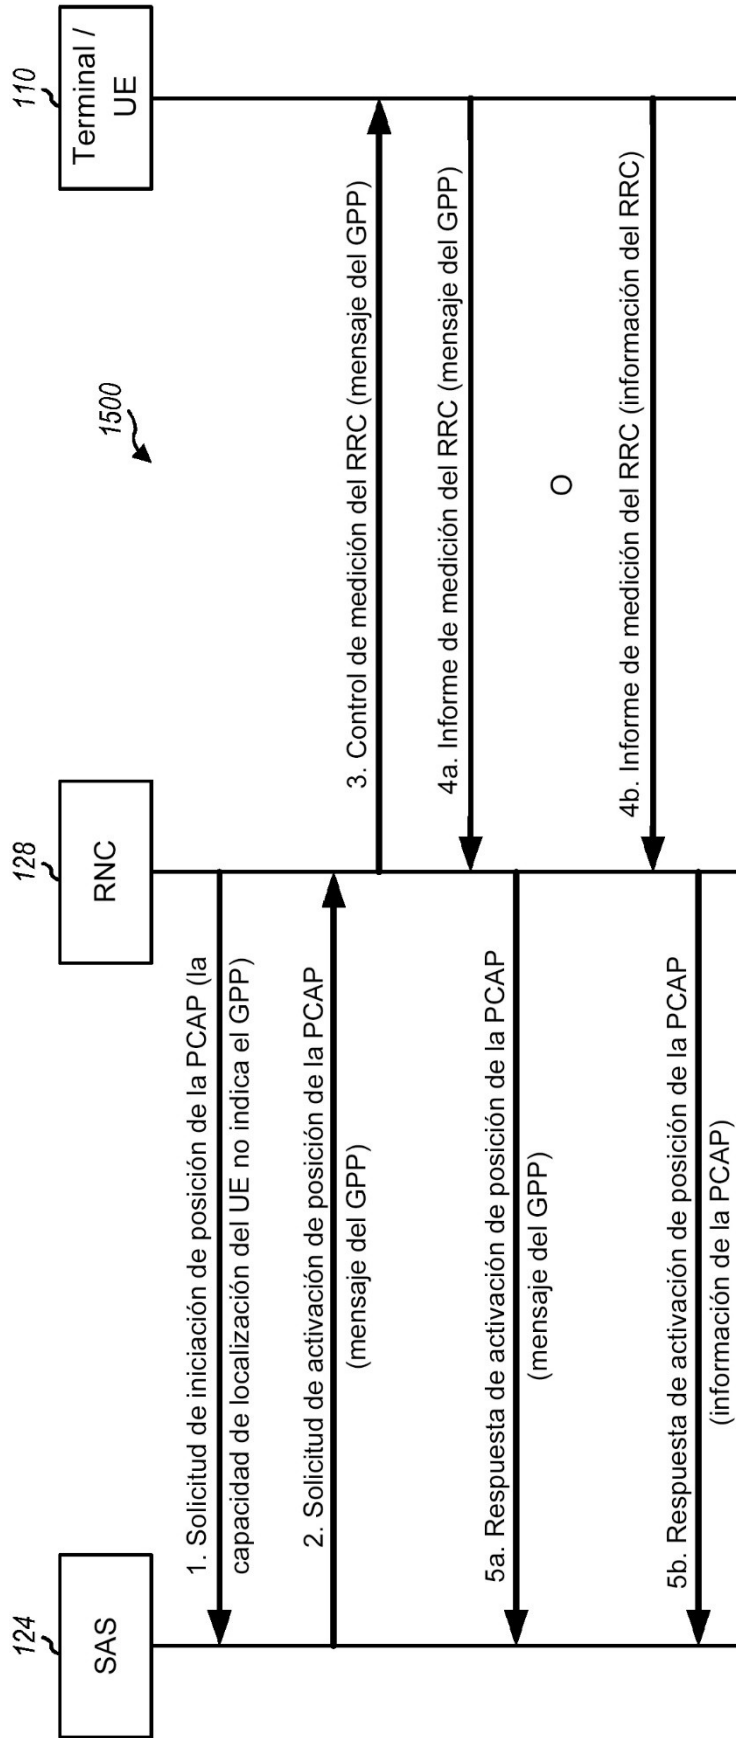 124
SAS
128
RNC
110
Terminal /
UE
1500
1. Solicitud de iniciación de posición de la PCAP (la
capacidad de localización del UE no indica el GPP)
2. Solicitud de activación de posición de la PCAP
(mensaje del GPP)
3. Control de medición del RRC (mensaje del GPP)
4a. Informe de medición del RRC (mensaje del GPP)
5a. Respuesta de activación de posición de la PCAP
(mensaje del GPP)
O
4b. Informe de medición del RRC (información del RRC)
5b. Respuesta de activación de posición de la PCAP
(información de la PCAP)